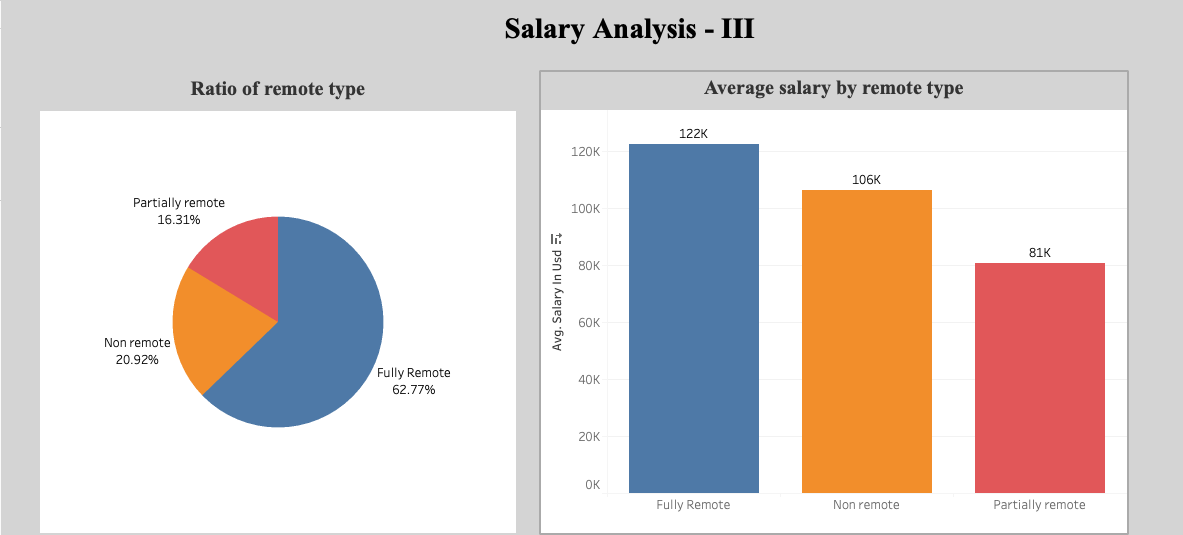 Salary Analysis - III
Ratio of remote type
Partially remote
16.31%
Non remote
20.92%
Fully Remote
62.77%
Average salary by remote type
Avg. Salary In Usd
120K
100K
80K
60K
40K
20K
0K
122K
106K
81K
Fully Remote
Non remote
Partially remote